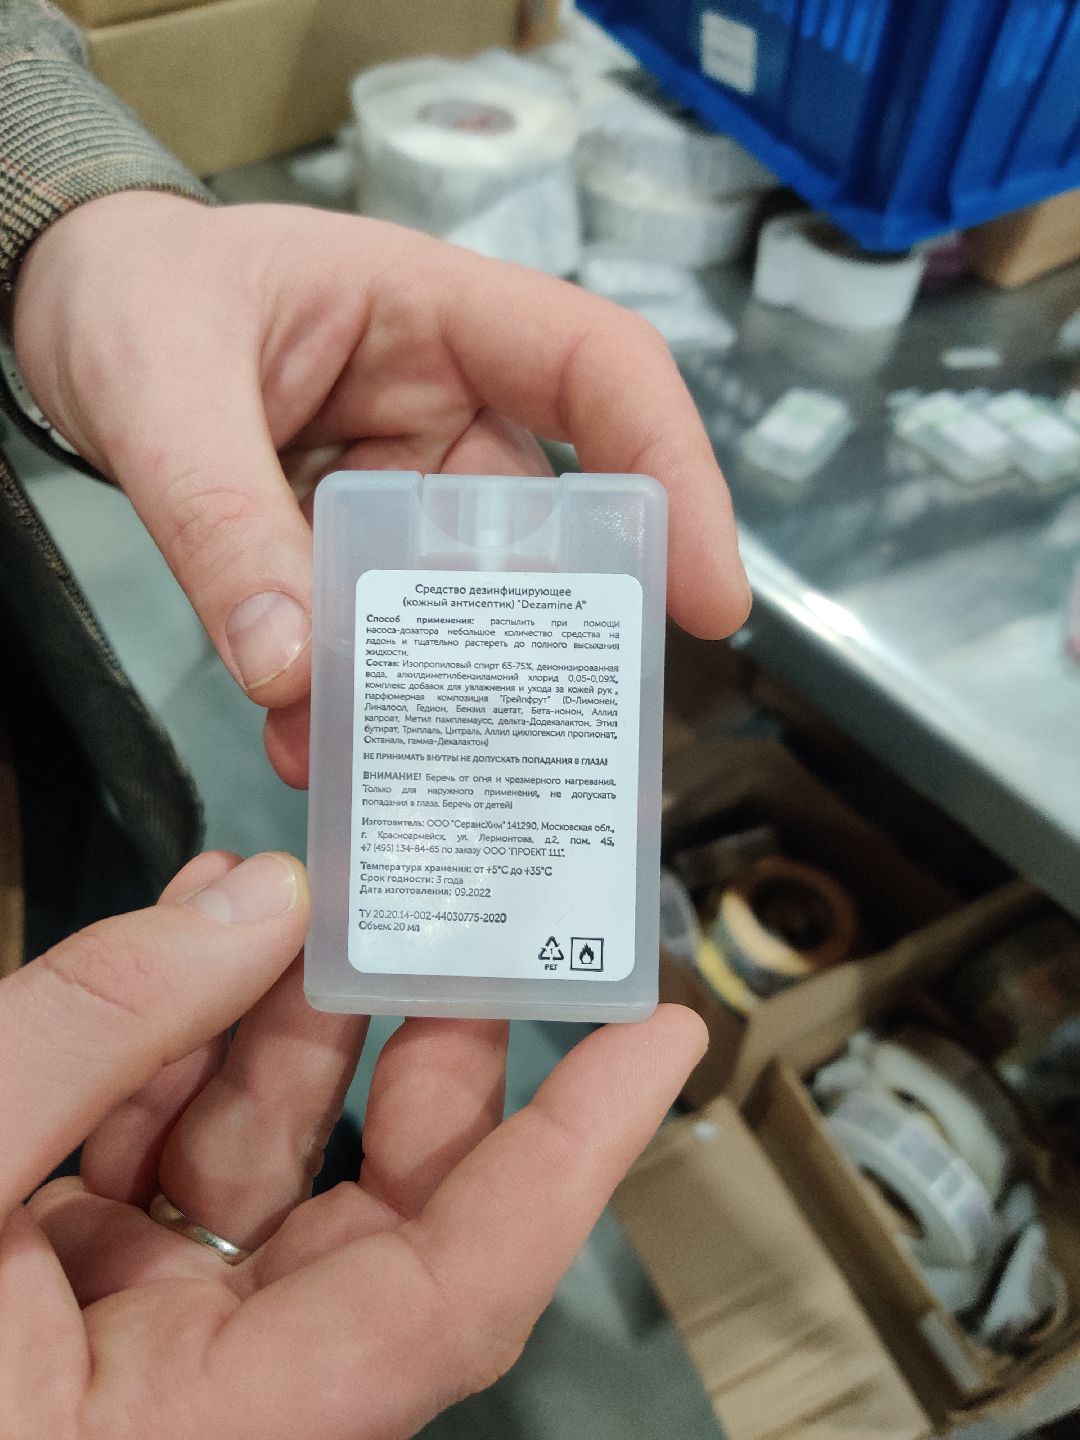 Средство дезинфицирующее
(кожный антисептик) "Dezamine A"
Способ применения: распылить при помощи
насоса-дозатора небольшое количество средства на
ладонь и тщательно растереть до полного высыхания
жидкости.
Состав: Изопропиловый спирт 65-75%, деионизированная
вода, алкилдиметилбензиламоний хлорид 0,05-0,09%,
комплекс добавок для увлажнения и ухода за кожей рук ,
парфюмерная композиция "Грейпфрут" (D-Лимонен,
Линалоол, Гедион, Бензил ацетат, Бета-ионон, Аллил
капроат, Метил памплемаусс, дельта-Додекалактон, Этил
бутират, Триплаль, Цитраль, Аллил циклогексил пропионат,
Октаналь, гамма-Декалактон)
НЕ ПРИНИМАТЬ ВНУТРЬ! НЕ ДОПУСКАТЬ ПОПАДАНИЯ В ГЛАЗА!
ВНИМАНИЕ! Беречь от огня и чрезмерного нагревания.
Только для наружного применения, не допускать
попадания в глаза. Беречь от детей!
Изготовитель: ООО "СервисХим" 141290, Московская обл.,
г. Красноармейск, ул. Лермонтова, д.2, пом. 45,
+7 (495) 134-84-65 по заказу ООО "ПРОЕКТ 111".
Температура хранения: от +5°C до +35°C
Срок годности: 3 года
Дата изготовления: 09.2022
ТУ 20.20.14-002-44030775-2020
Объем: 20 мл
1
PET